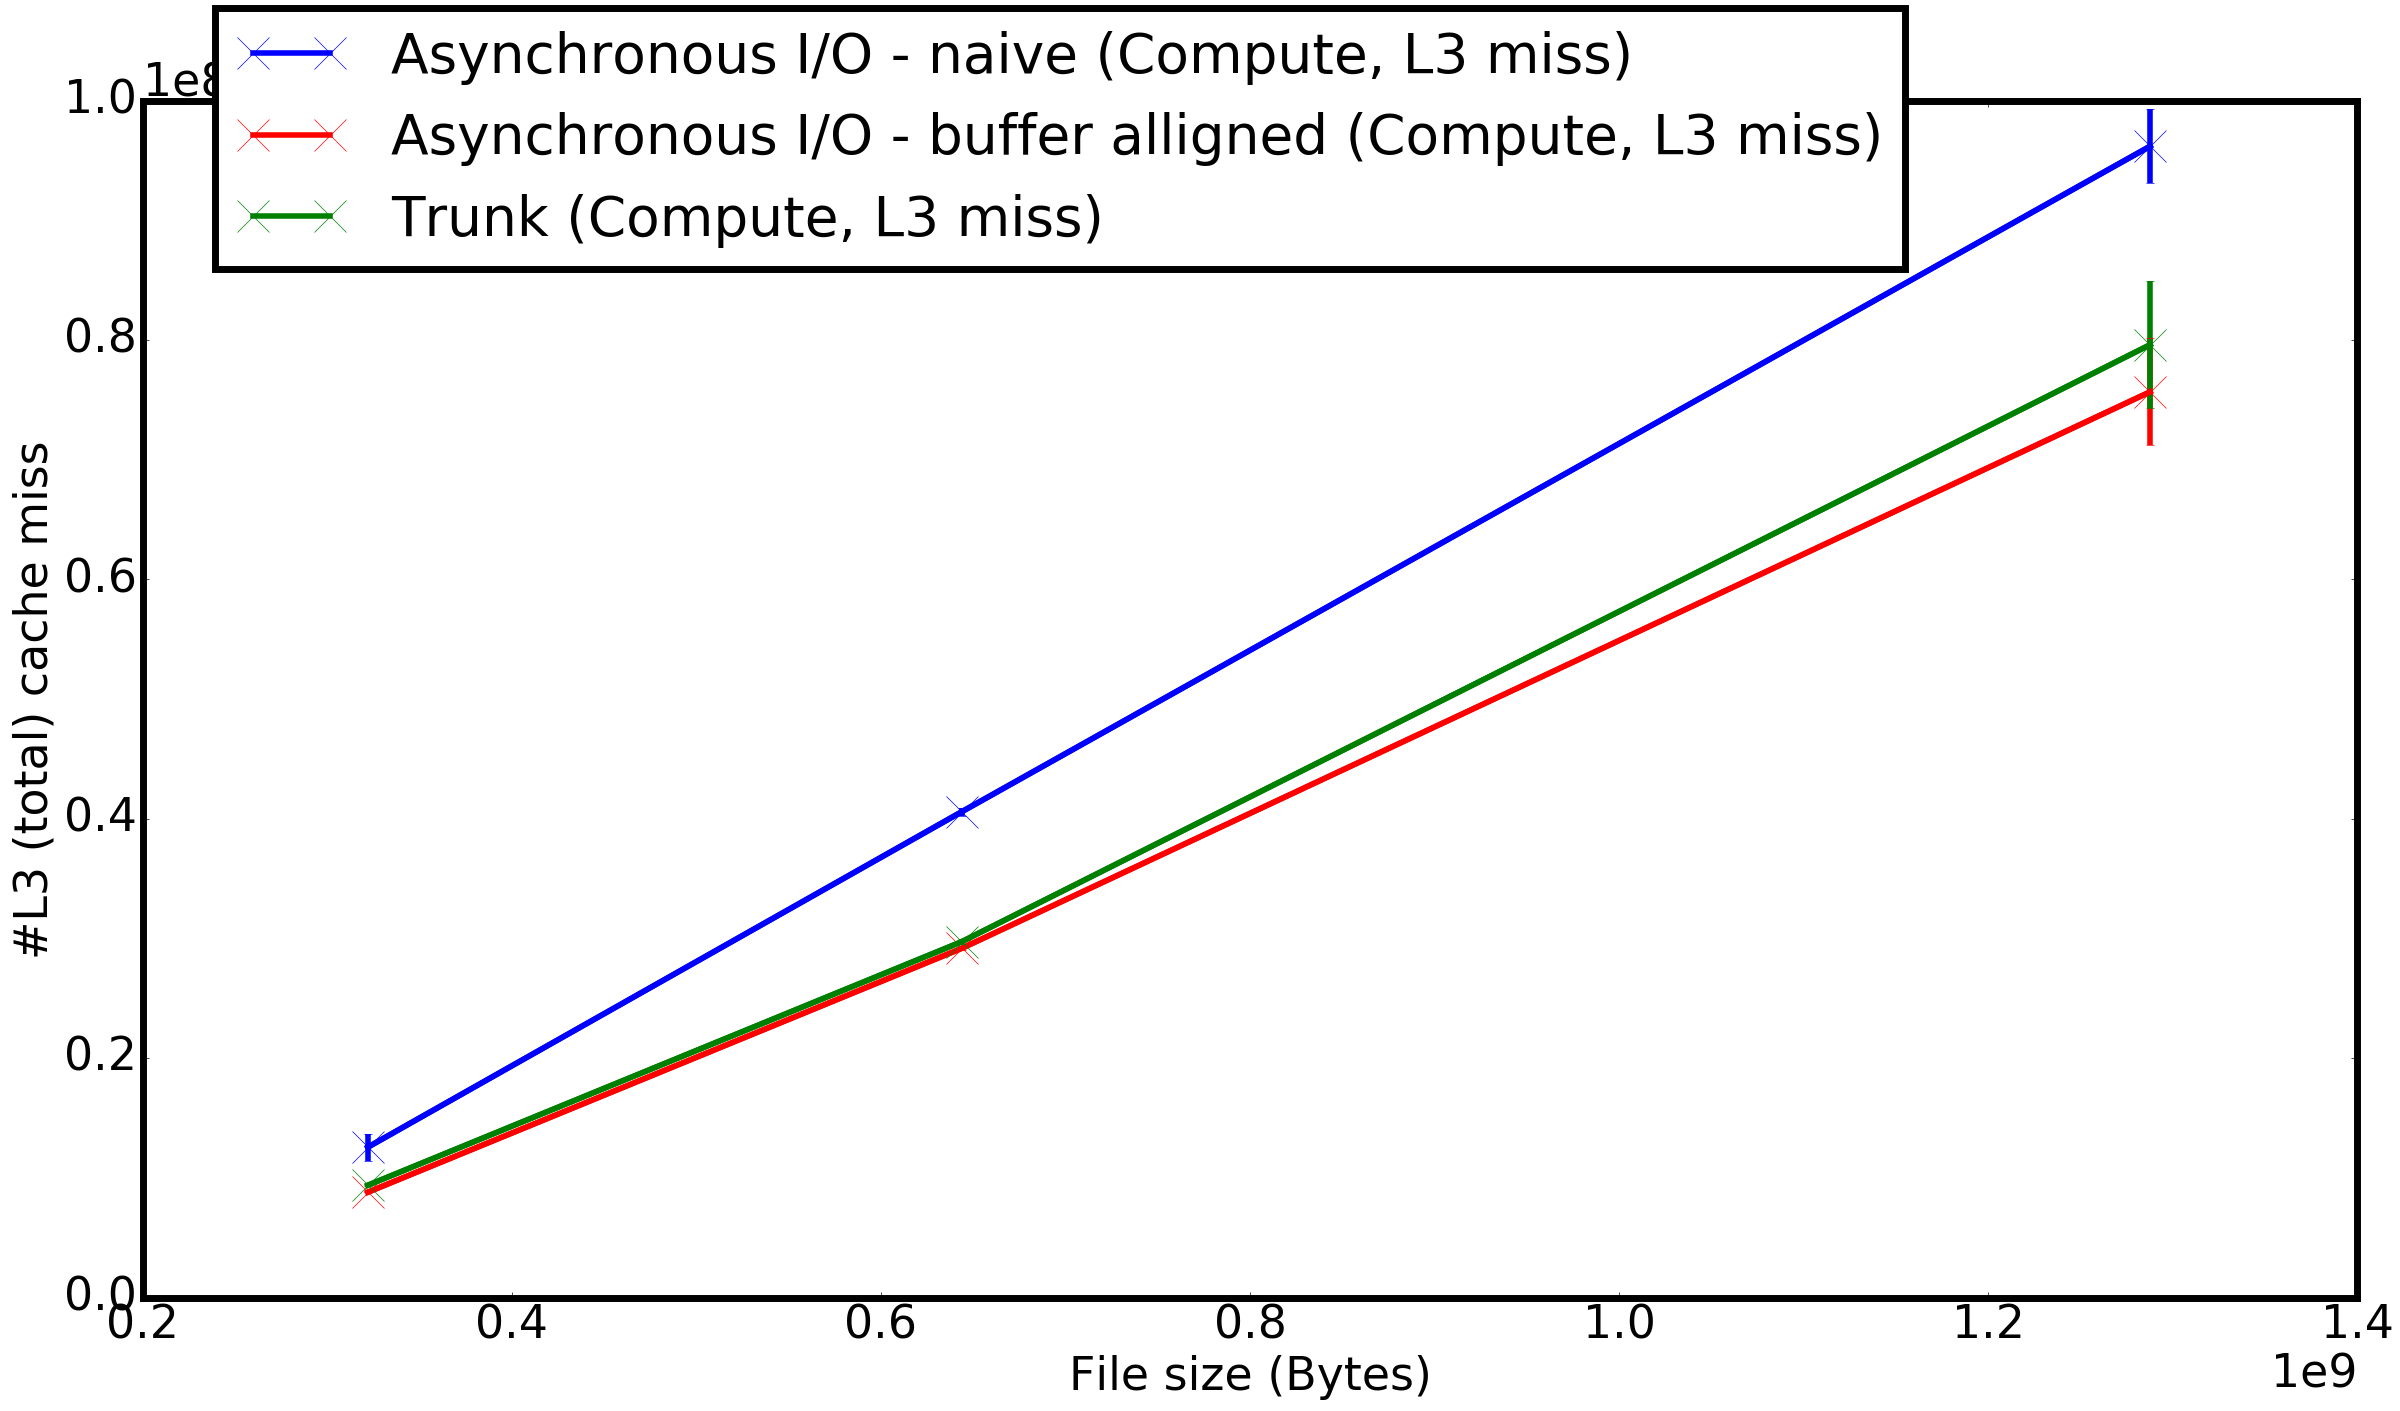 Asynchronous I/O - naive (Compute, L3 miss)
Asynchronous I/O - buffer alligned (Compute, L3 miss)
Trunk (Compute, L3 miss)
1e8
1.0
0.8
0.6
0.4
0.2
0.0
#L3 (total) cache miss
0.2 0.4 0.6 0.8 1.0 1.2 1.4
File size (Bytes)
1e9